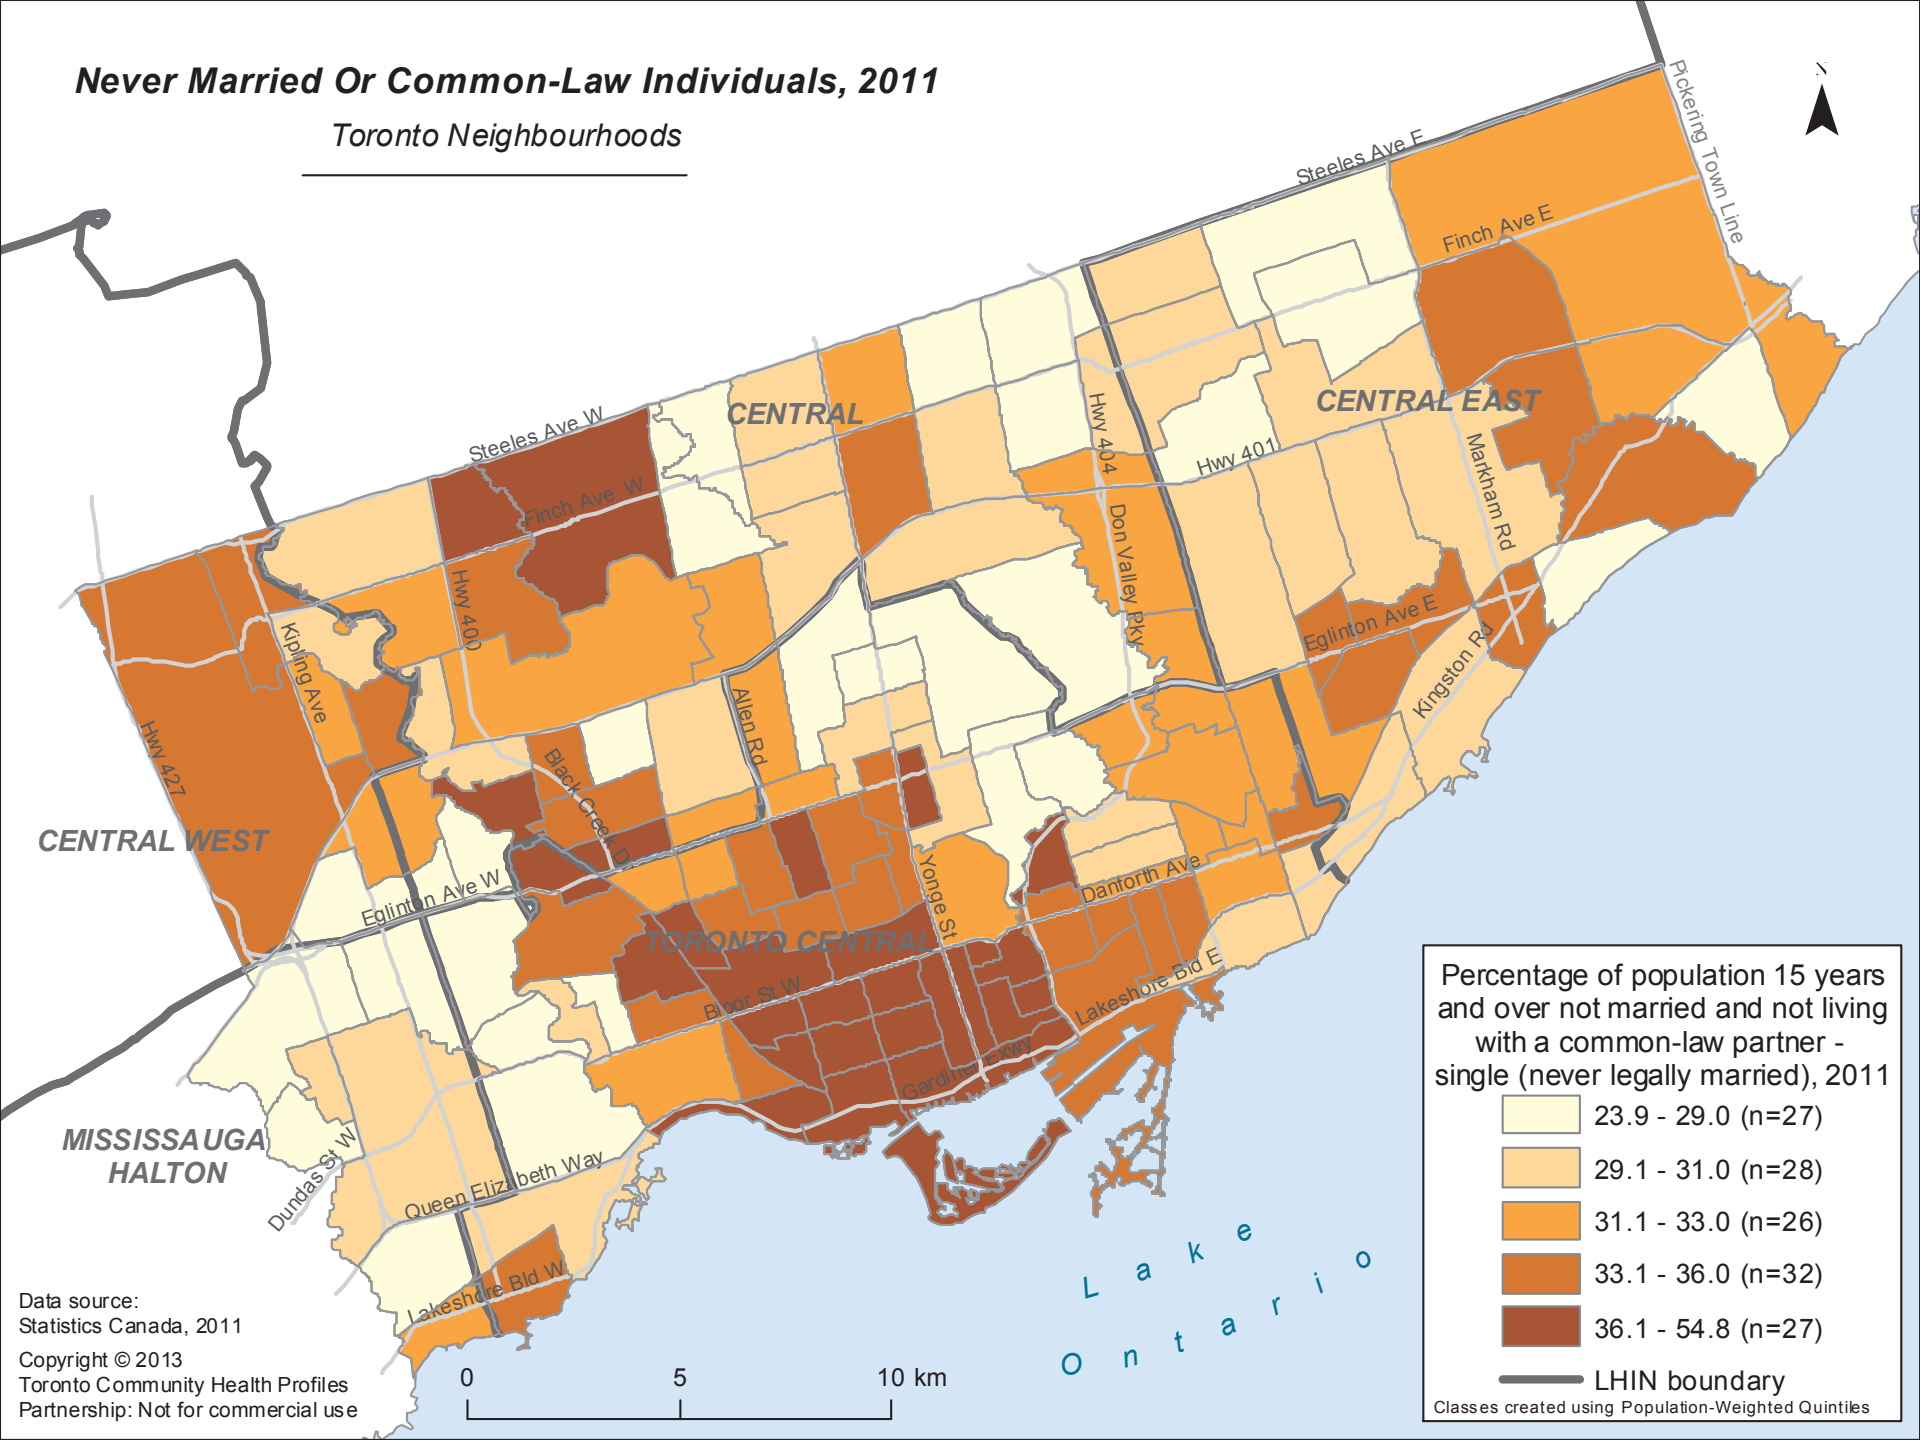 Never Married Or Common-Law Individuals, 2011
Toronto Neighbourhoods
N
Pickering Town Line
Steeles Ave E
Finch Ave E
CENTRAL
CENTRAL EAST
Steeles Ave W
Hwy 404
Hwy 401
Markham Rd
Finch Ave W
Don Valley Pky
Hwy 400
Kipling Ave
Eglinton Ave E
Kingston Rd
Hwy 427
Allen Rd
Black Creek D
CENTRAL WEST
Eglinton Ave W
Yonge St
Danforth Ave
TORONTO CENTRAL
Bloor St W
Lakeshore Bld E
Gardiner Exwy
MISSISSAUGA
HALTON
Dundas St W
Queen Elizabeth Way
Lakeshore Bld W
Lake
Ontario
Percentage of population 15 years
and over not married and not living
with a common-law partner -
single (never legally married), 2011
23.9 - 29.0 (n=27)
29.1 - 31.0 (n=28)
31.1 - 33.0 (n=26)
33.1 - 36.0 (n=32)
36.1 - 54.8 (n=27)
LHIN boundary
Classes created using Population-Weighted Quintiles
Data source:
Statistics Canada, 2011
Copyright © 2013
Toronto Community Health Profiles
Partnership: Not for commercial use
0 5 10 km